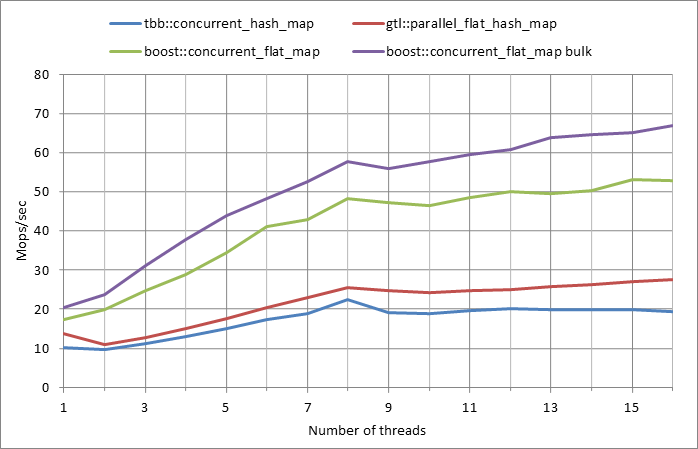 tbb::concurrent_hash_map gtl::parallel_flat_hash_map
boost::concurrent_flat_map boost::concurrent_flat_map bulk
80
70
60
50
40
30
20
10
0
Mops/sec
1 3 5 7 9 11 13 15
Number of threads